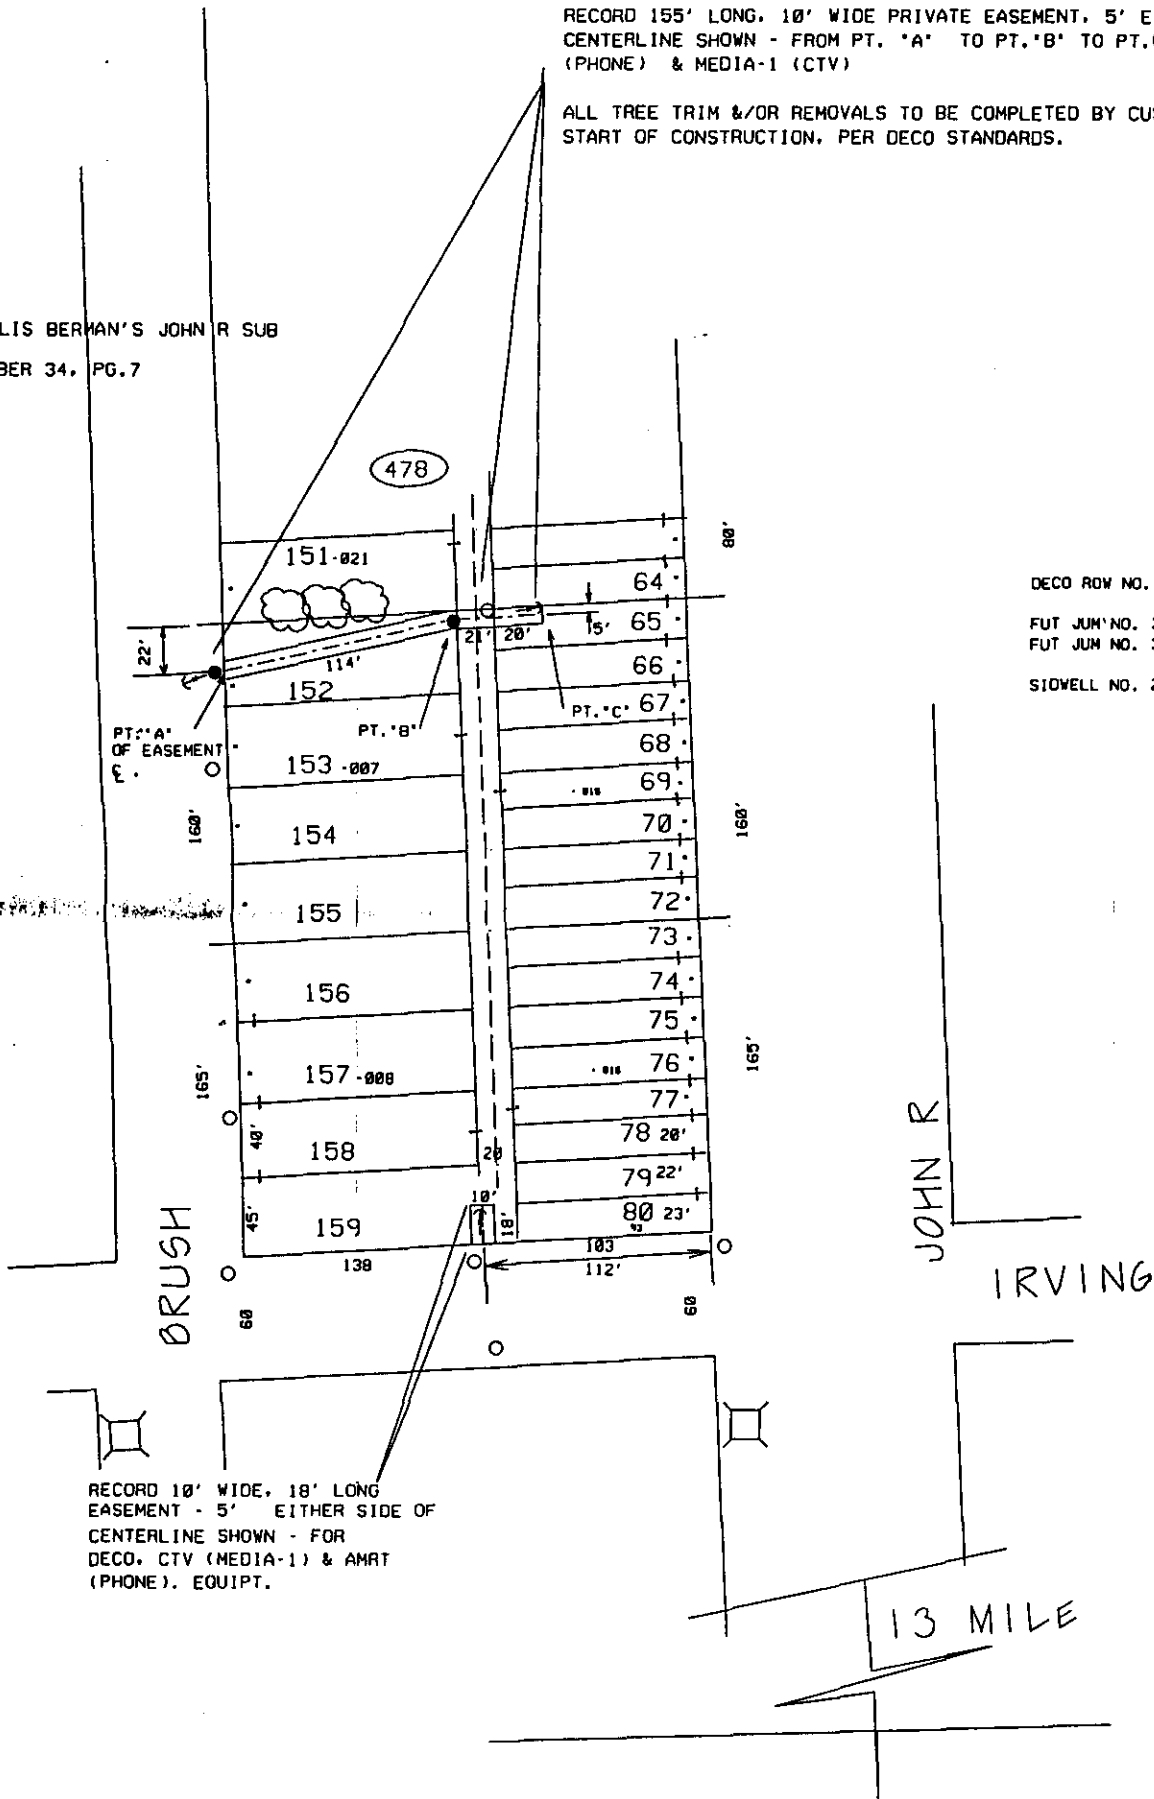 RECORD 155' LONG. 10' WIDE PRIVATE EASEMENT. 5' E
CENTERLINE SHOWN - FROM PT. "A" TO PT."B" TO PT.
(PHONE) & MEDIA-1 (CTV)
ALL TREE TRIM &/OR REMOVALS TO BE COMPLETED BY CU
START OF CONSTRUCTION. PER DECO STANDARDS.
LIS BERMAN'S JOHN R SUB
BER 34. PG.7
478
80'
151-021
64
DECO ROW NO.
65
FUT JUM NO.
FUT JUM NO.
5'
22'
21' 20'
114'
66
SIDWELL NO. 2
152
67
PT."C"
PT."A"
OF EASEMENT
PT."B"
68
153 -007
69
160'
160'
154
70
71
155
72
73
156
74
75
165'
165'
157-008
76
77
40'
158
20
78 20'
79 22'
10'
45'
159
18'
80 23'
93
138
103
112'
BRUSH
JOHN R
IRVING
60
60
RECORD 10' WIDE. 18' LONG
EASEMENT - 5' EITHER SIDE OF
CENTERLINE SHOWN - FOR
DECO. CTV (MEDIA-1) & AMRT
(PHONE). EQUIPT.
13 MILE